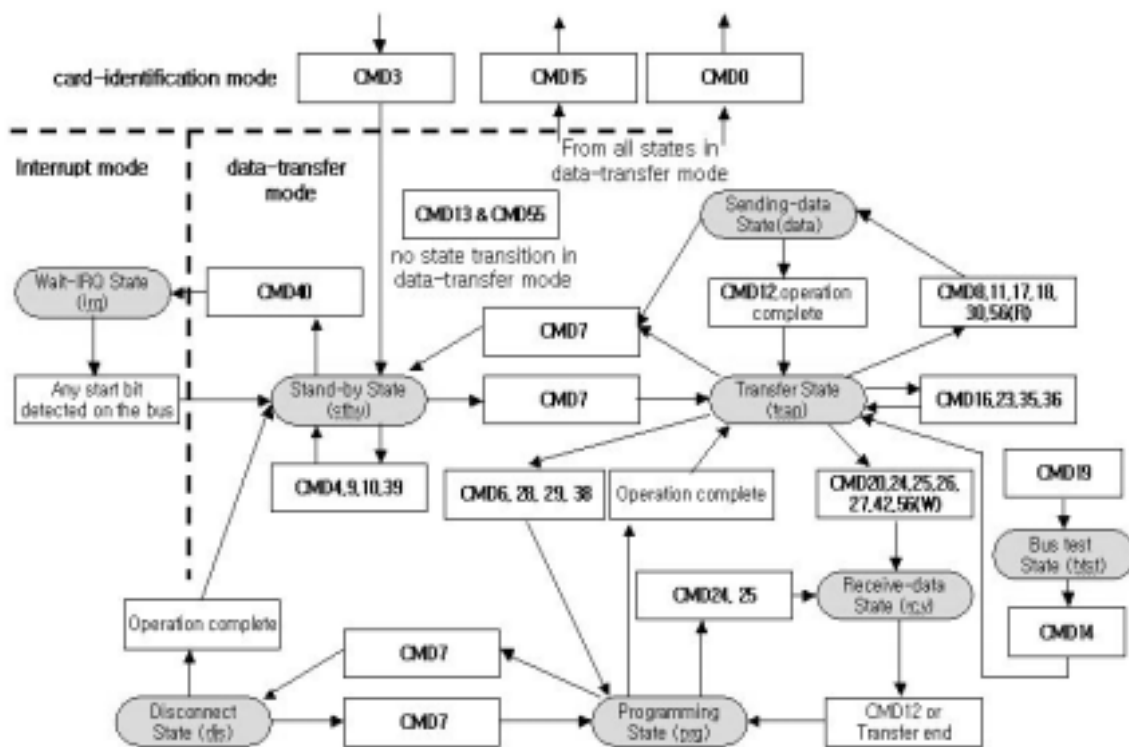 card-identification mode
CMD3
CMD15
CMD0
From all states in
data-transfer mode
Interrupt mode
data-transfer
mode
CMD13 & CMD55
no state transition in
data-transfer mode
Sending-data
State(data)
Wait-IRQ State
(irq)
CMD40
CMD7
CMD12,operation
complete
CMD8,11,17,18,
30,56(R)
Any start bit
detected on the bus
Stand-by State
(stby)
CMD7
Transfer State
(tran)
CMD16,23,35,36
CMD4,9,10,39
CMD6, 28, 29, 38
Operation complete
CMD20,24,25,26,
27,42,56(W)
CMD19
Bus test
State (btst)
CMD24, 25
Receive-data
State (rcv)
Operation complete
CMD14
CMD7
Disconnect
State (dis)
CMD7
Programming
State (prg)
CMD12 or
Transfer end